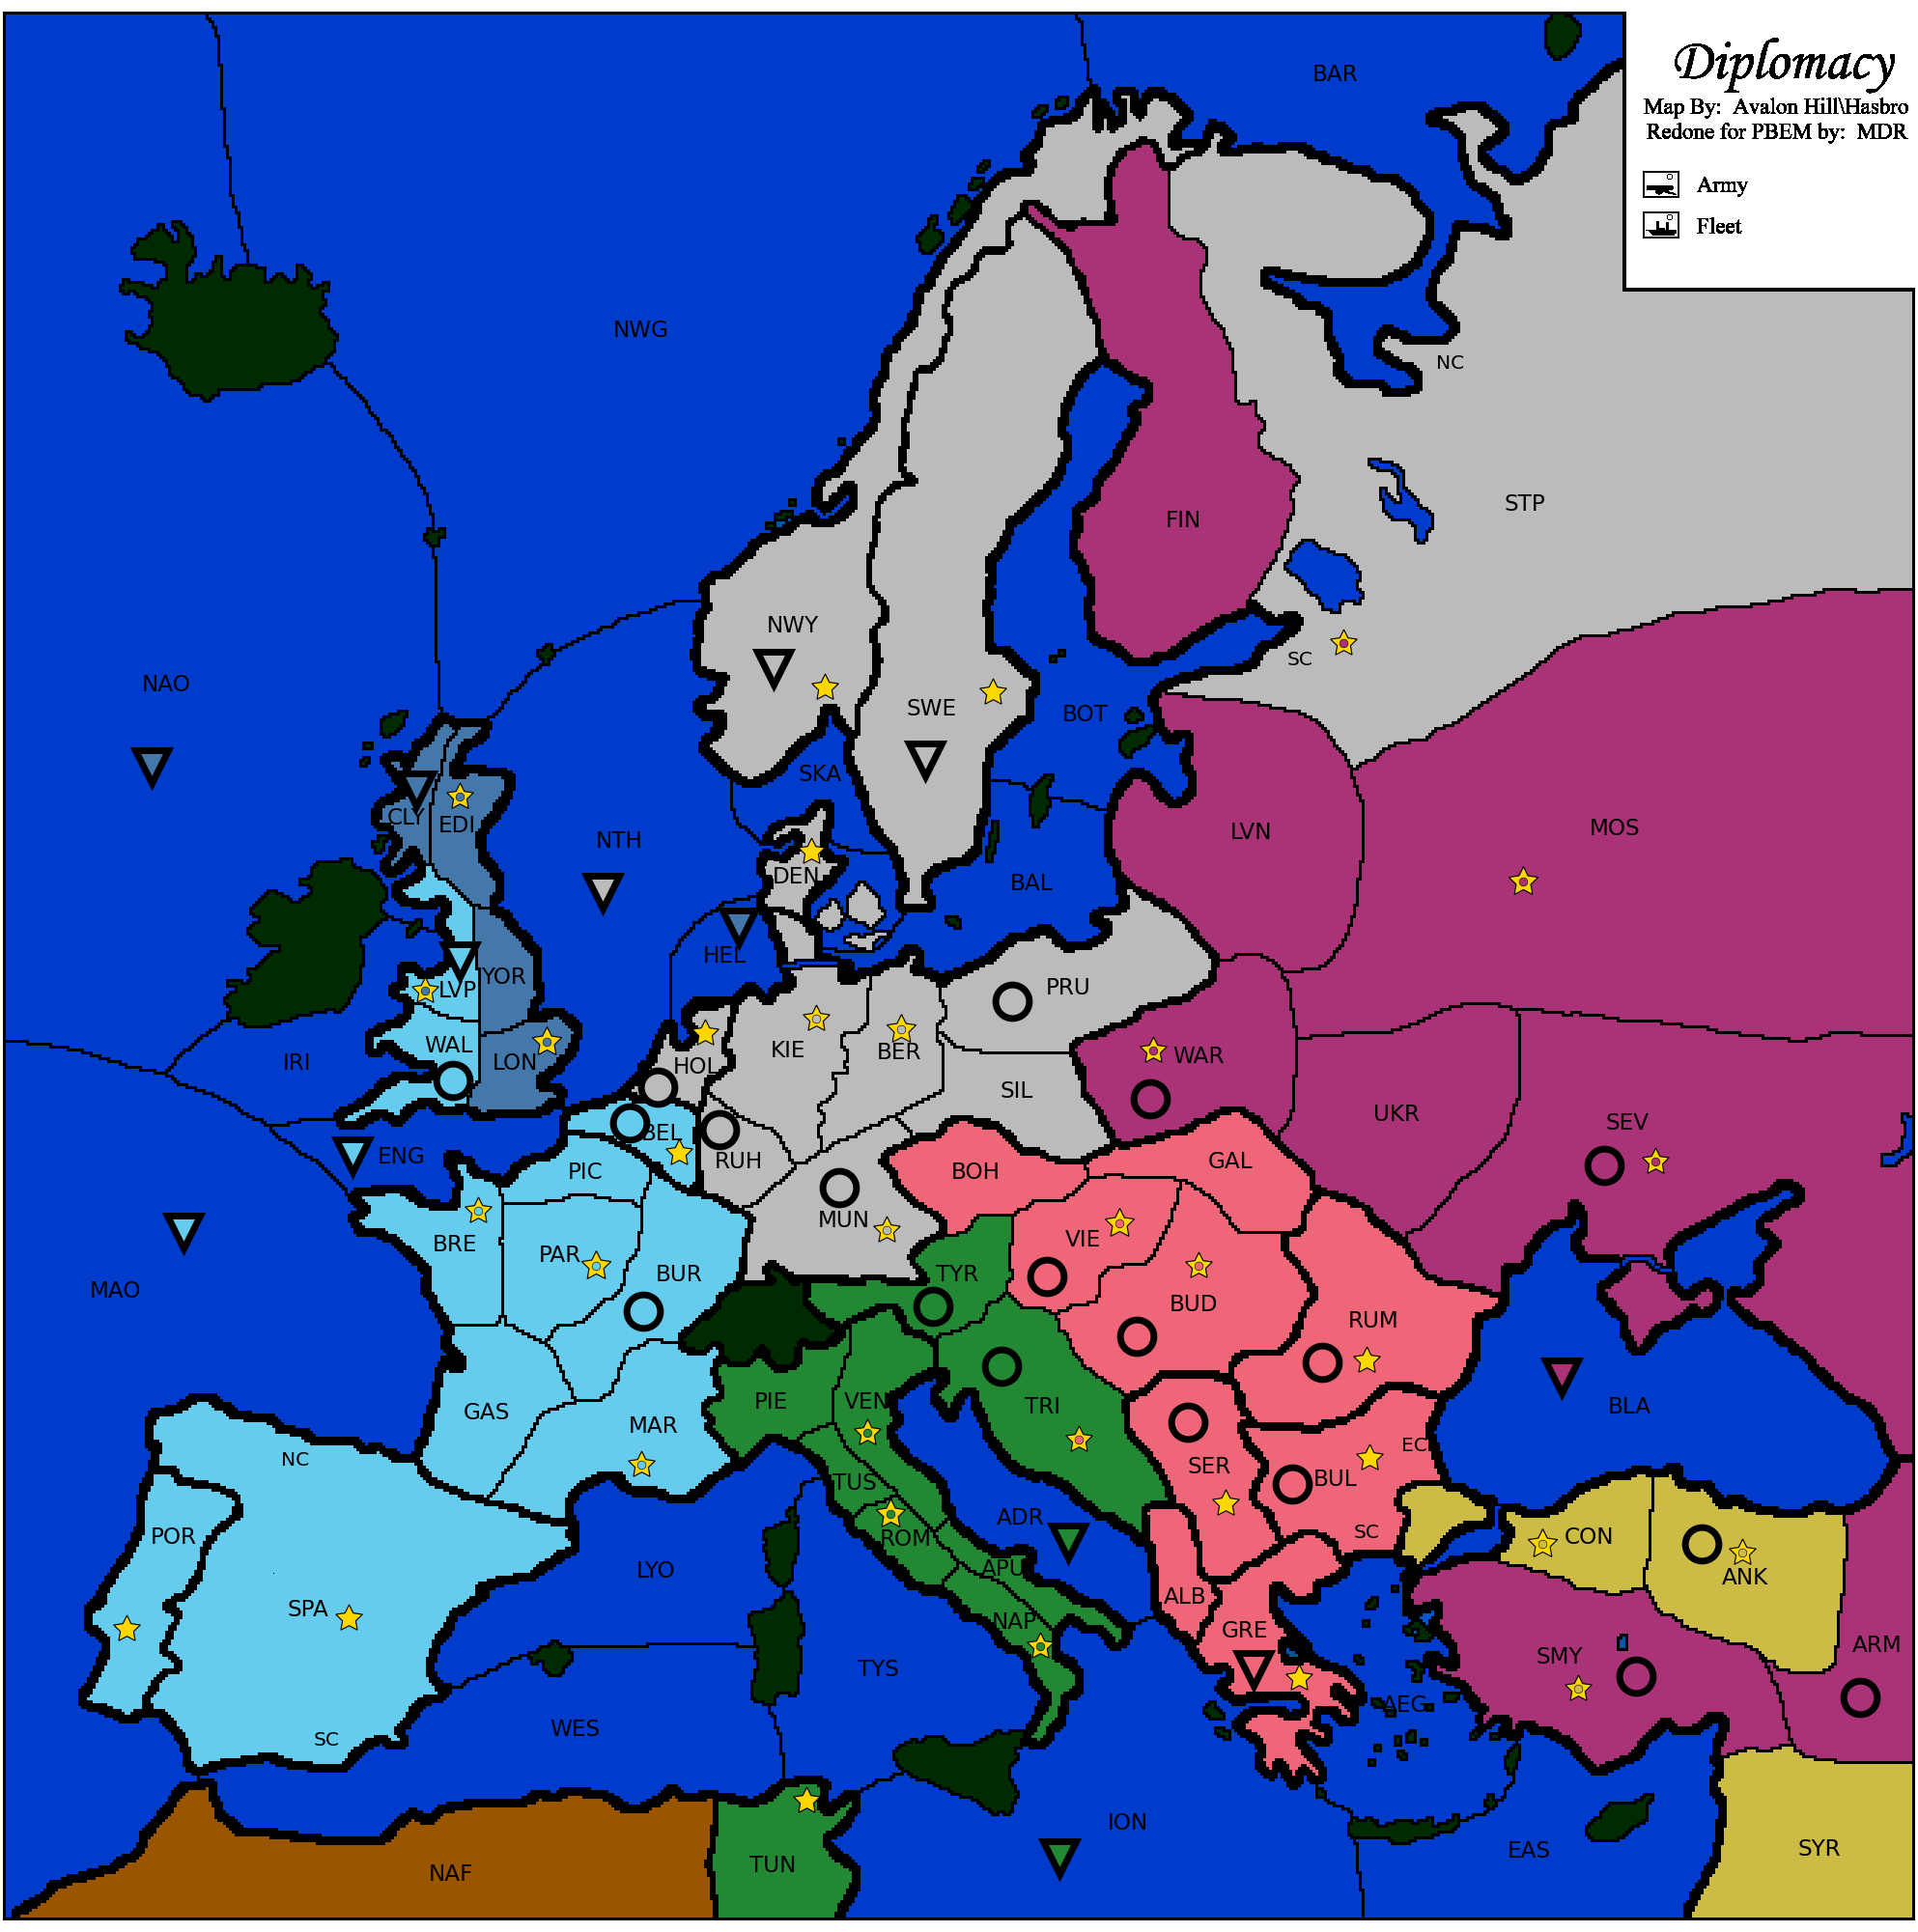 BAR
Diplomacy
Map By: Avalon Hill\Hasbro
Redone for PBEM by: MDR
Army
Fleet
NWG
NC
STP
FIN
NWY
SC
NAO
SWE
BOT
SKA
CLY
EDI
NTH
LVN
MOS
DEN
BAL
HEL
YOR
LVP
PRU
WAL
LON
IRI
HOL
KIE
BER
WAR
SIL
UKR
SEV
BEL
ENG
PIC
RUH
BOH
GAL
MUN
BRE
PAR
BUR
VIE
TYR
MAO
BUD
RUM
PIE
VEN
TRI
BLA
GAS
MAR
NC
EC
SER
TUS
BUL
POR
ADR
SC
CON
ROM
LYO
APU
ANK
ALB
SPA
NAP
GRE
ARM
SMY
TYS
AEG
WES
SC
ION
EAS
SYR
TUN
NAF